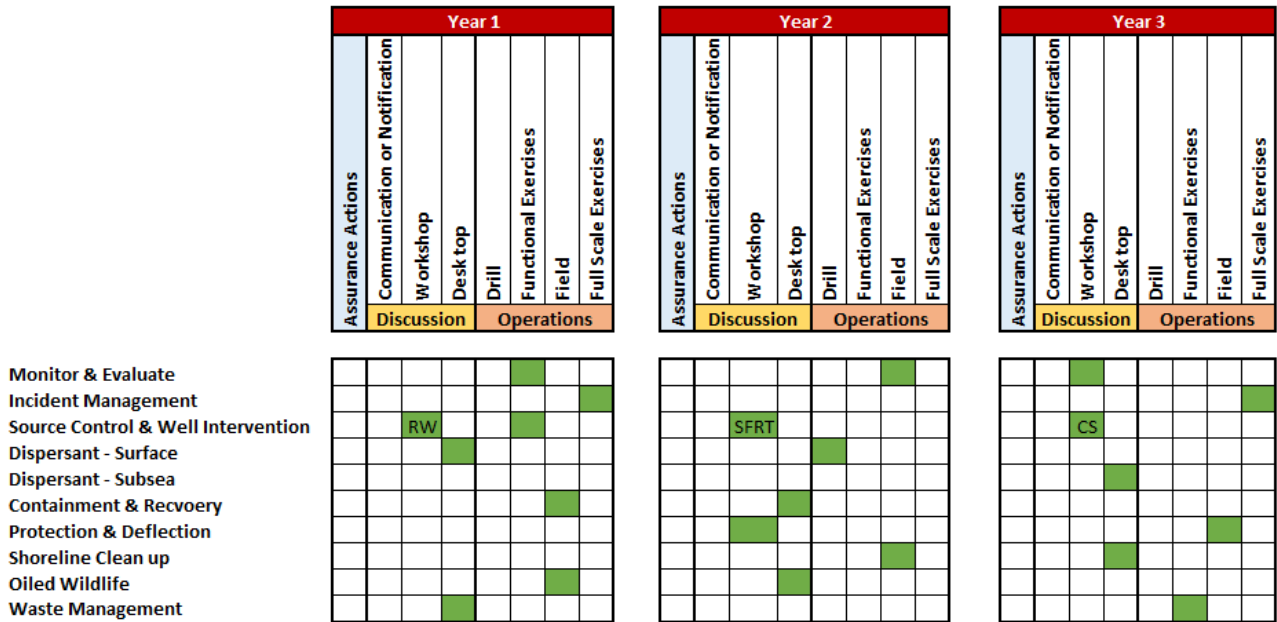 Year 1
Year 2
Year 3
Assurance Actions
Communication or Notification
Workshop
Desk top
Drill
Functional Exercises
Field
Full Scale Exercises
Assurance Actions
Communication or Notification
Workshop
Desk top
Drill
Functional Exercises
Field
Full Scale Exercises
Assurance Actions
Communication or Notification
Workshop
Desk top
Drill
Functional Exercises
Field
Full Scale Exercises
Discussion
Operations
Discussion
Operations
Discussion
Operations
Monitor & Evaluate
Incident Management
Source Control & Well Intervention RW SFRT CS
Dispersant - Surface
Dispersant - Subsea
Containment & Recvoery
Protection & Deflection
Shoreline Clean up
Oiled Wildlife
Waste Management